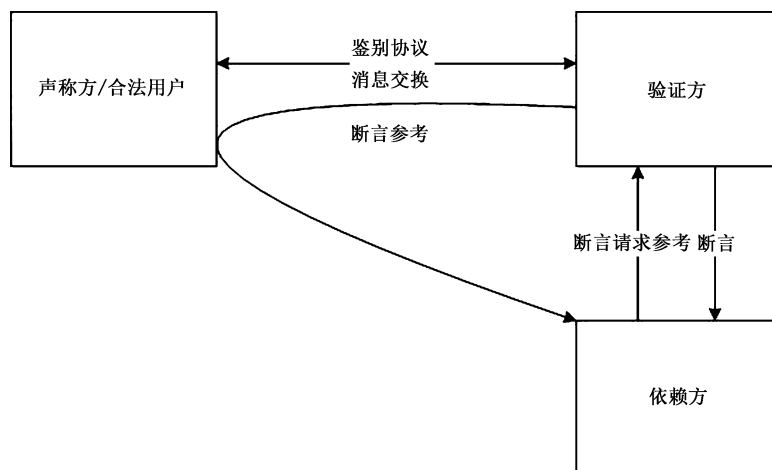 鉴别协议
消息交换
声称方/合法用户
验证方
断言参考
断言请求参考
断言
依赖方